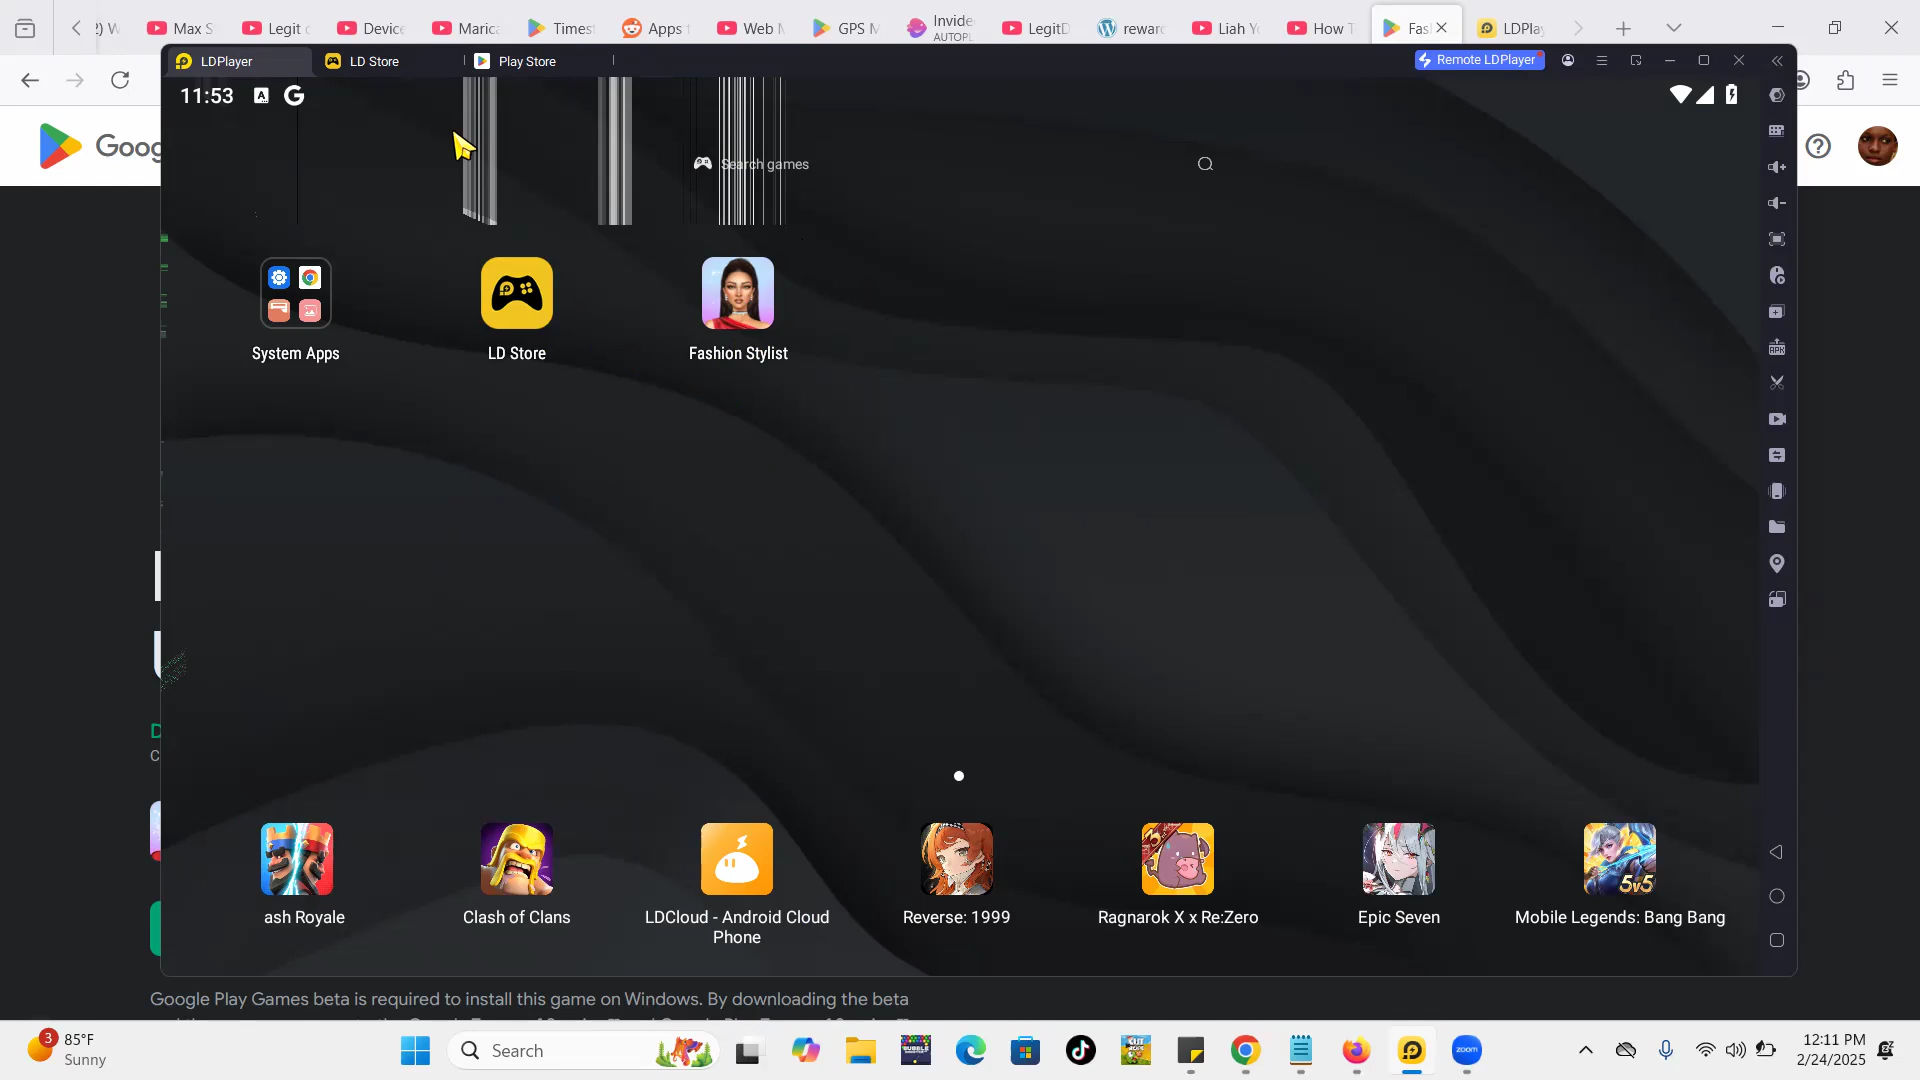 Max S
Legit
Device
Marica
Timest
Apps
Web
GPS
Invide
AUTOPL
LegitD
rewar
Liah Y
How T
Fas
LDPlay
LDPlayer
LD Store
Play Store
Remote LDPlayer
11:53
Goog
Search games
System Apps
LD Store
Fashion Stylist
ash Royale
Clash of Clans
LDCloud - Android Cloud
Phone
Reverse: 1999
Ragnarok X x Re:Zero
Epic Seven
Mobile Legends: Bang Bang
5v5
Google Play Games beta is required to install this game on Windows. By downloading the beta
3
85°F
Sunny
Search
zoom
12:11 PM
2/24/2025